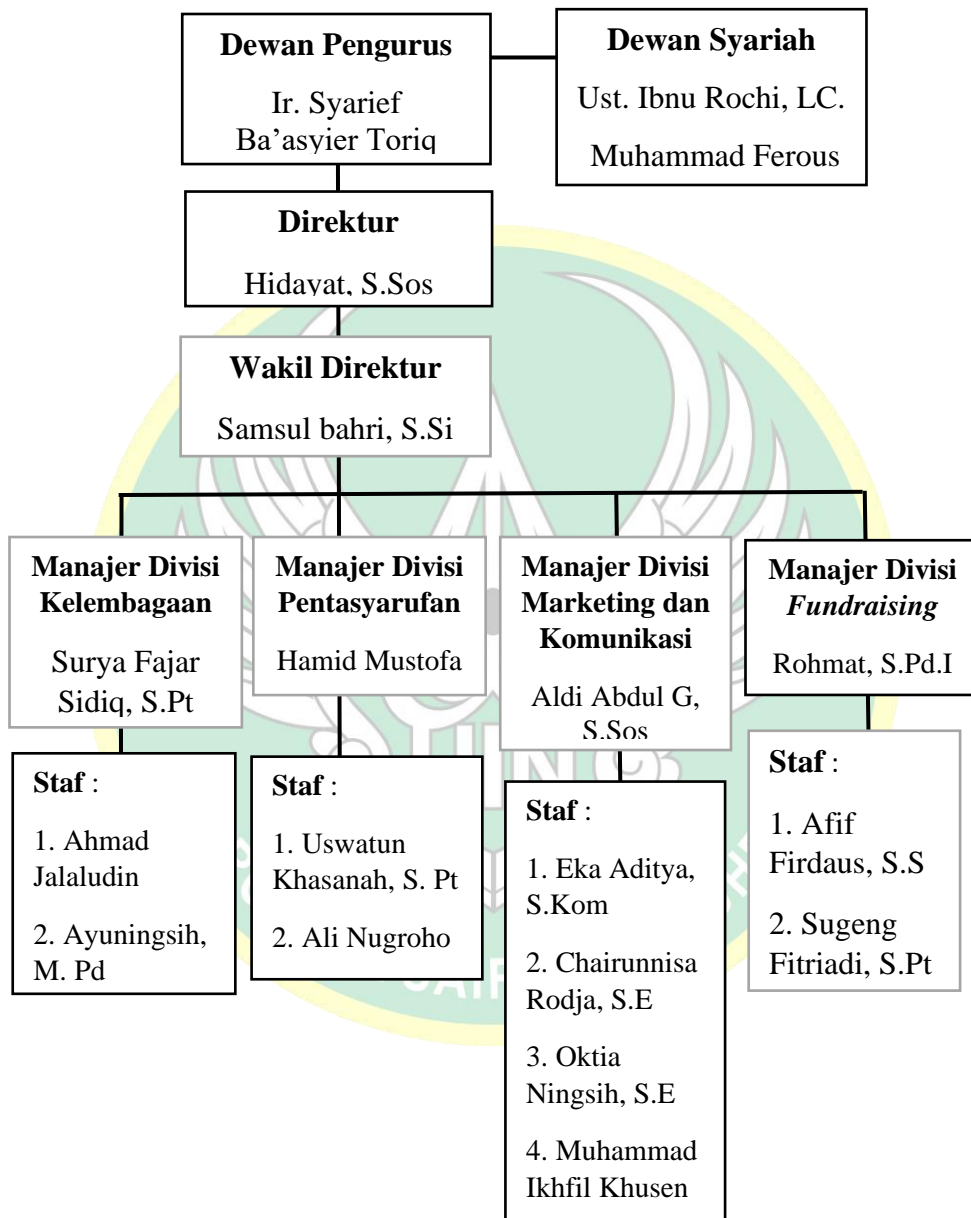 Dewan Pengurus
Ir. Syarief
Ba’asyier Toriq
Dewan Syariah
Ust. Ibnu Rochi, LC.
Muhammad Ferous
Direktur
Hidayat, S.Sos
Wakil Direktur
Samsul bahri, S.Si
Manajer Divisi
Kelembagaan
Surya Fajar
Sidiq, S.Pt
Manajer Divisi
Pentasyarufan
Hamid Mustofa
Manajer Divisi
Marketing dan
Komunikasi
Aldi Abdul G,
S.Sos
Manajer Divisi
Fundraising
Rohmat, S.Pd.I
Staf :
1. Ahmad
Jalaludin
2. Ayuningsih,
M. Pd
Staf :
1. Uswatun
Khasanah, S. Pt
2. Ali Nugroho
Staf :
1. Eka Aditya,
S.Kom
2. Chairunnisa
Rodja, S.E
3. Oktia
Ningsih, S.E
4. Muhammad
Ikhfil Khusen
Staf :
1. Afif
Firdaus, S.S
2. Sugeng
Fitriadi, S.Pt